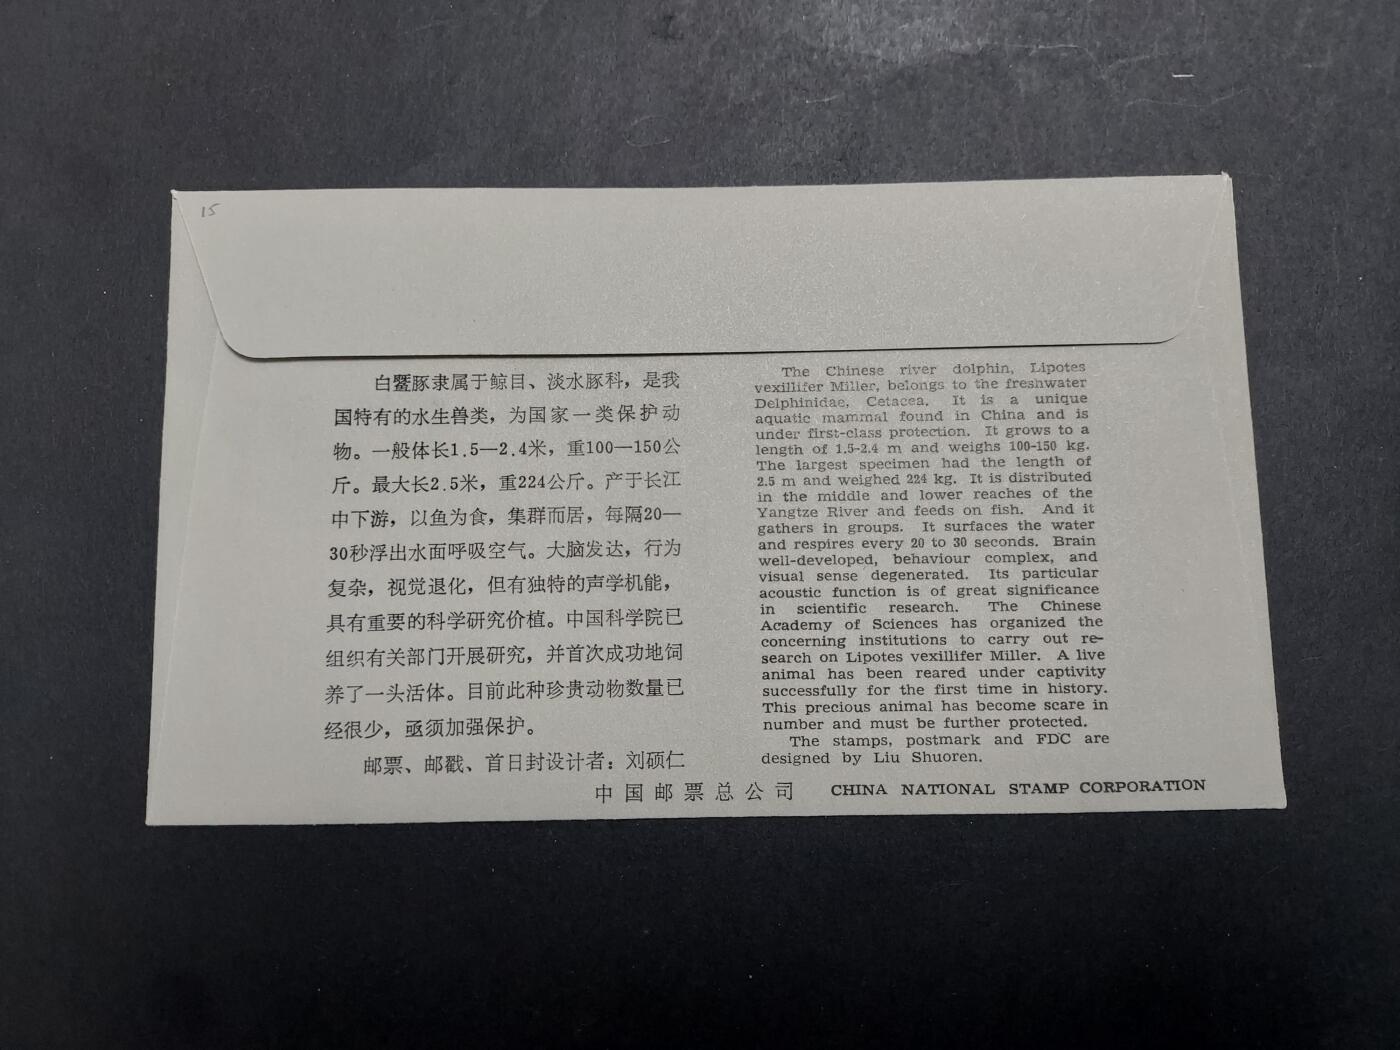 15
白鱀豚隶属于鲸目、淡水豚科，是我
国特有的水生兽类，为国家一类保护动
物。一般体长1.5—2.4米，重100—150公
斤。最大长2.5米，重224公斤。产于长江
中下游，以鱼为食，集群而居，每隔20—
30秒浮出水面呼吸空气。大脑发达，行为
复杂，视觉退化，但有独特的声学机能，
具有重要的科学研究价植。中国科学院已
组织有关部门开展研究，并首次成功地饲
养了一头活体。目前此种珍贵动物数量已
经很少，亟须加强保护。
邮票、邮戳、首日封设计者：刘硕仁
The Chinese river dolphin, Lipotes
vexillifer Miller, belongs to the freshwater
Delphinidae, Cetacea. It is a unique
aquatic mammal found in China and is
under first-class protection. It grows to a
length of 1.5-2.4 m and weighs 100-150 kg.
The largest specimen had the length of
2.5 m and weighed 224 kg. It is distributed
in the middle and lower reaches of the
Yangtze River and feeds on fish. And it
gathers in groups. It surfaces the water
and respires every 20 to 30 seconds. Brain
well-developed, behaviour complex, and
visual sense degenerated. Its particular
acoustic function is of great significance
in scientific research. The Chinese
Academy of Sciences has organized the
concerning institutions to carry out re-
search on Lipotes vexillifer Miller. A live
animal has been reared under captivity
successfully for the first time in history.
This precious animal has become scare in
number and must be further protected.
The stamps, postmark and FDC are
designed by Liu Shuoren.
中国邮票总公司 CHINA NATIONAL STAMP CORPORATION